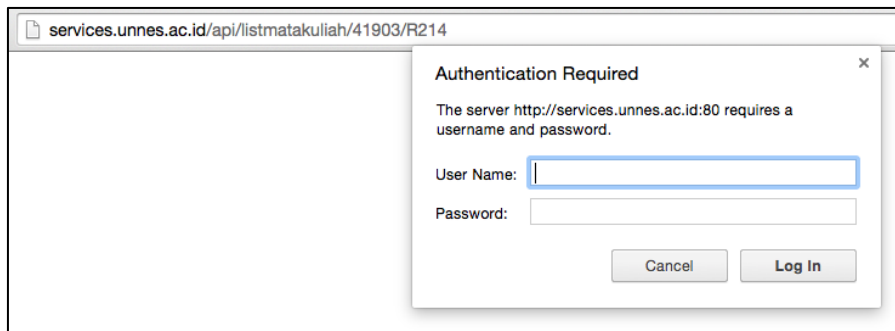 services.unnes.ac.id/api/listmatakuliah/41903/R214
Authentication Required
The server http://services.unnes.ac.id:80 requires a
username and password.
User Name:
Password:
Cancel Log In